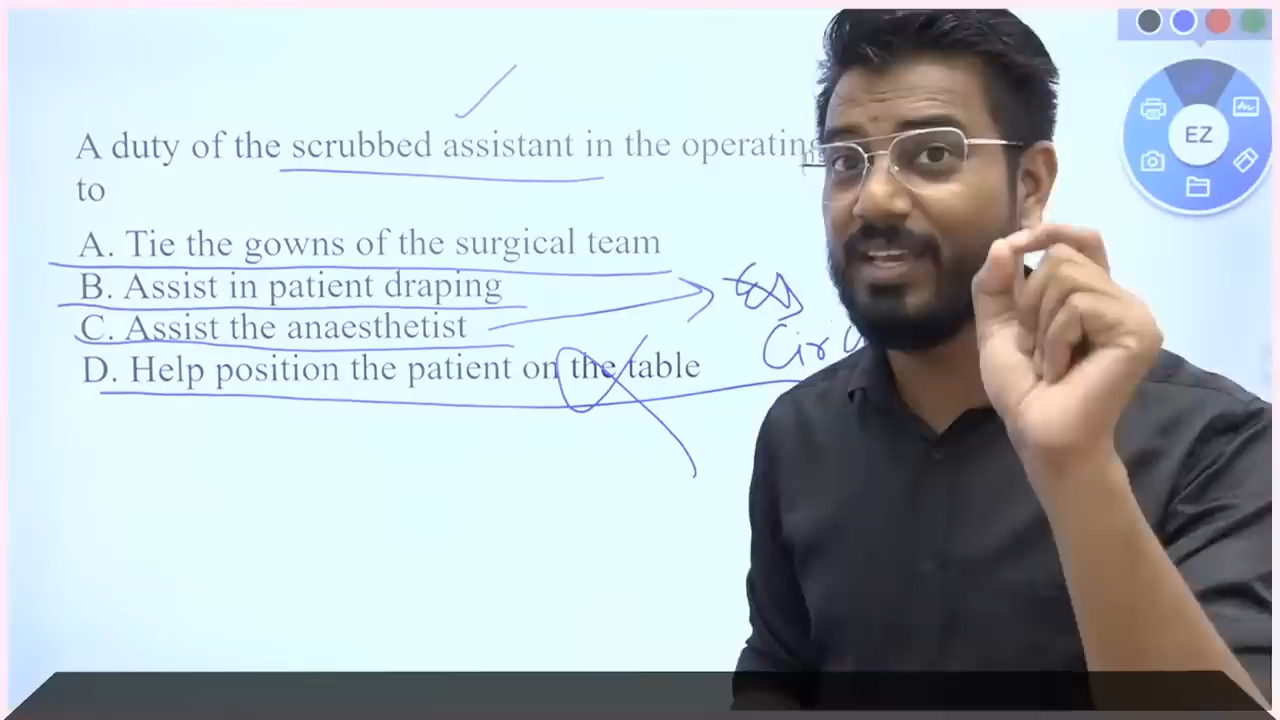 A duty of the scrubbed assistant in the operating
to
A. Tie the gowns of the surgical team
B. Assist in patient draping
C. Assist the anaesthetist
D. Help position the patient on the table
EZ